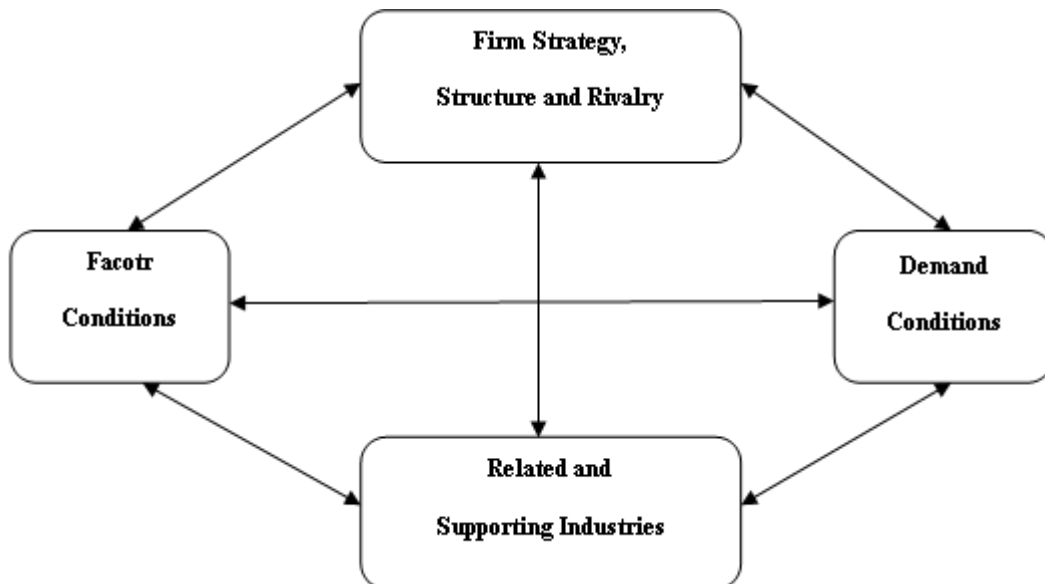 Firm Strategy,
Structure and Rivalry
Facotr
Conditions
Demand
Conditions
Related and
Supporting Industries